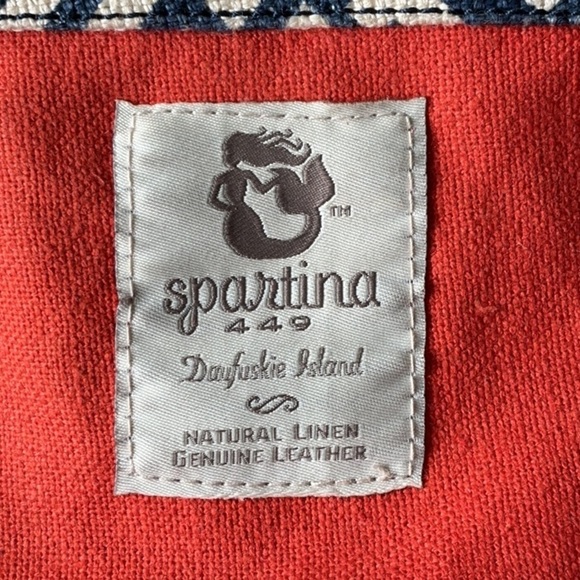 TM
spartina
449
Daufuskie Island
NATURAL LINEN
GENUINE LEATHER